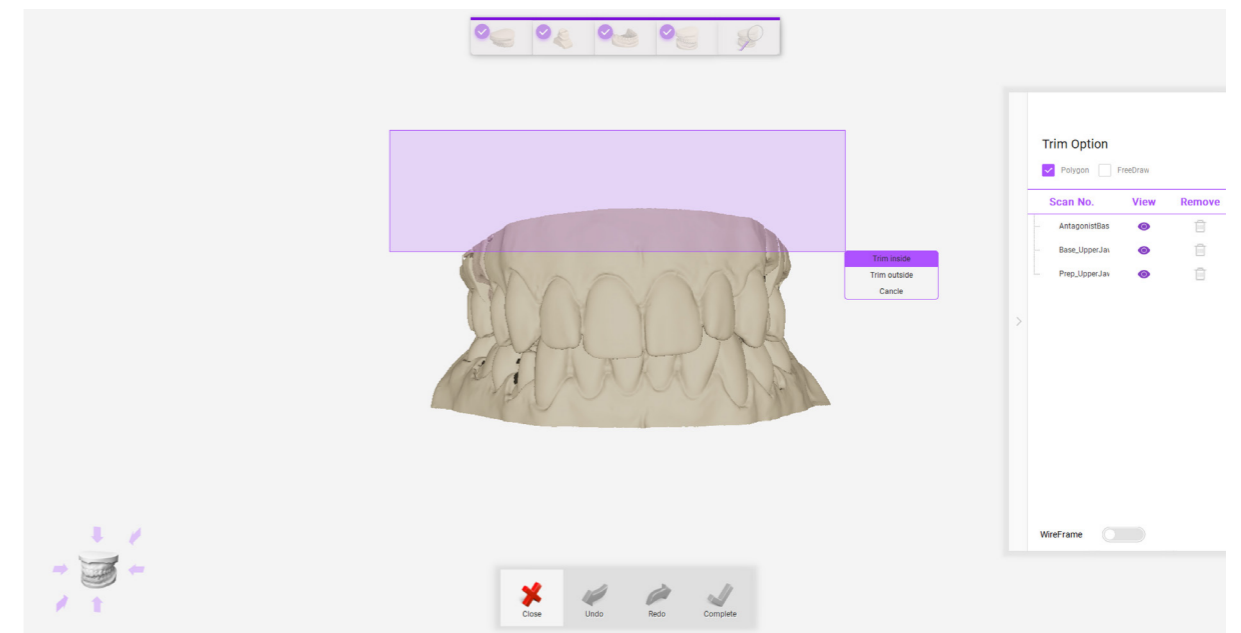 Trim Option
Polygon FreeDraw
Scan No. View Remove
AntagonistBas
Base_UpperJav
Prep_UpperJav
Trim inside
Trim outside
Cancle
WireFrame
Close Undo Redo Complete